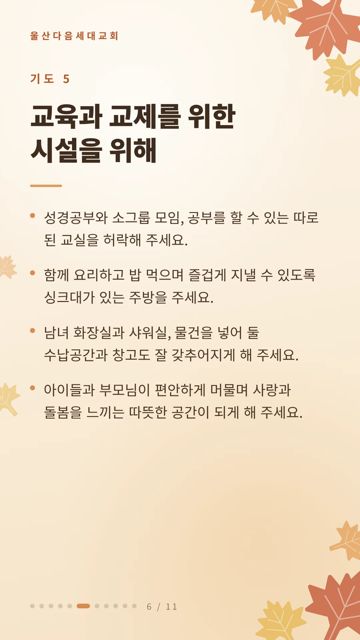 울산다음세대교회
기도 5
교육과 교제를 위한
시설을 위해
성경공부와 소그룹 모임, 공부를 할 수 있는 따로
된 교실을 허락해 주세요.
함께 요리하고 밥 먹으며 즐겁게 지낼 수 있도록
싱크대가 있는 주방을 주세요.
남녀 화장실과 샤워실, 물건을 넣어 둘
수납공간과 창고도 잘 갖추어지게 해 주세요.
아이들과 부모님이 편안하게 머물며 사랑과
돌봄을 느끼는 따뜻한 공간이 되게 해 주세요.
6 / 11